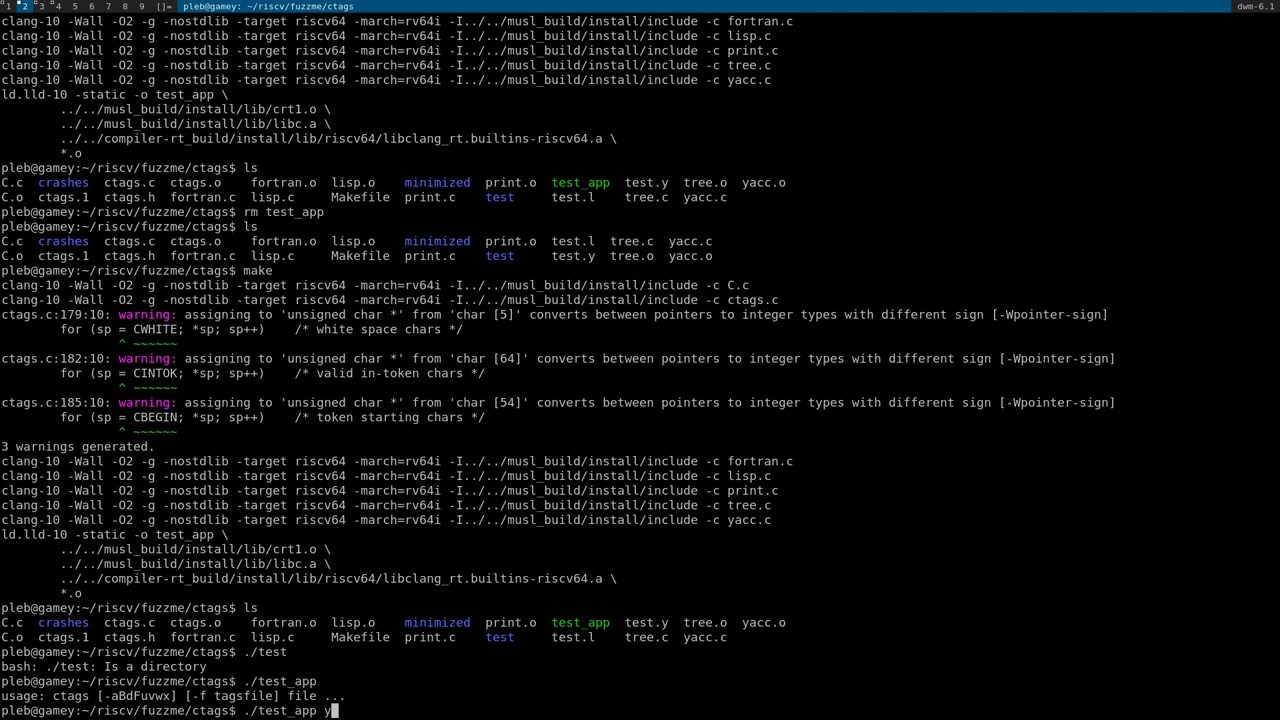 1 2 3 4 5 6 7 8 9 []= pleb@gamey: ~/riscv/fuzzme/ctags dwm-6.1
clang-10 -Wall -O2 -g -nostdlib -target riscv64 -march=rv64i -I../../musl_build/install/include -c fortran.c
clang-10 -Wall -O2 -g -nostdlib -target riscv64 -march=rv64i -I../../musl_build/install/include -c lisp.c
clang-10 -Wall -O2 -g -nostdlib -target riscv64 -march=rv64i -I../../musl_build/install/include -c print.c
clang-10 -Wall -O2 -g -nostdlib -target riscv64 -march=rv64i -I../../musl_build/install/include -c tree.c
clang-10 -Wall -O2 -g -nostdlib -target riscv64 -march=rv64i -I../../musl_build/install/include -c yacc.c
ld.lld-10 -static -o test_app \
../../musl_build/install/lib/crt1.o \
../../musl_build/install/lib/libc.a \
../../compiler-rt_build/install/lib/riscv64/libclang_rt.builtins-riscv64.a \
*.o
pleb@gamey:~/riscv/fuzzme/ctags$ ls
C.c crashes ctags.c ctags.o fortran.o lisp.o minimized print.o test_app test.y tree.o yacc.o
C.o ctags.1 ctags.h fortran.c lisp.c Makefile print.c test test.l tree.c yacc.c
pleb@gamey:~/riscv/fuzzme/ctags$ rm test_app
pleb@gamey:~/riscv/fuzzme/ctags$ ls
C.c crashes ctags.c ctags.o fortran.o lisp.o minimized print.o test.l tree.c yacc.c
C.o ctags.1 ctags.h fortran.c lisp.c Makefile print.c test test.y tree.o yacc.o
pleb@gamey:~/riscv/fuzzme/ctags$ make
clang-10 -Wall -O2 -g -nostdlib -target riscv64 -march=rv64i -I../../musl_build/install/include -c C.c
clang-10 -Wall -O2 -g -nostdlib -target riscv64 -march=rv64i -I../../musl_build/install/include -c ctags.c
ctags.c:179:10: warning: assigning to 'unsigned char *' from 'char [5]' converts between pointers to integer types with different sign [-Wpointer-sign]
for (sp = CWHITE; *sp; sp++) /* white space chars */
^ ~~~~~~
ctags.c:182:10: warning: assigning to 'unsigned char *' from 'char [64]' converts between pointers to integer types with different sign [-Wpointer-sign]
for (sp = CINTOK; *sp; sp++) /* valid in-token chars */
^ ~~~~~~
ctags.c:185:10: warning: assigning to 'unsigned char *' from 'char [54]' converts between pointers to integer types with different sign [-Wpointer-sign]
for (sp = CBEGIN; *sp; sp++) /* token starting chars */
^ ~~~~~~
3 warnings generated.
clang-10 -Wall -O2 -g -nostdlib -target riscv64 -march=rv64i -I../../musl_build/install/include -c fortran.c
clang-10 -Wall -O2 -g -nostdlib -target riscv64 -march=rv64i -I../../musl_build/install/include -c lisp.c
clang-10 -Wall -O2 -g -nostdlib -target riscv64 -march=rv64i -I../../musl_build/install/include -c print.c
clang-10 -Wall -O2 -g -nostdlib -target riscv64 -march=rv64i -I../../musl_build/install/include -c tree.c
clang-10 -Wall -O2 -g -nostdlib -target riscv64 -march=rv64i -I../../musl_build/install/include -c yacc.c
ld.lld-10 -static -o test_app \
../../musl_build/install/lib/crt1.o \
../../musl_build/install/lib/libc.a \
../../compiler-rt_build/install/lib/riscv64/libclang_rt.builtins-riscv64.a \
*.o
pleb@gamey:~/riscv/fuzzme/ctags$ ls
C.c crashes ctags.c ctags.o fortran.o lisp.o minimized print.o test_app test.y tree.o yacc.o
C.o ctags.1 ctags.h fortran.c lisp.c Makefile print.c test test.l tree.c yacc.c
pleb@gamey:~/riscv/fuzzme/ctags$ ./test
bash: ./test: Is a directory
pleb@gamey:~/riscv/fuzzme/ctags$ ./test_app
usage: ctags [-aBdFuvwx] [-f tagsfile] file ...
pleb@gamey:~/riscv/fuzzme/ctags$ ./test_app y